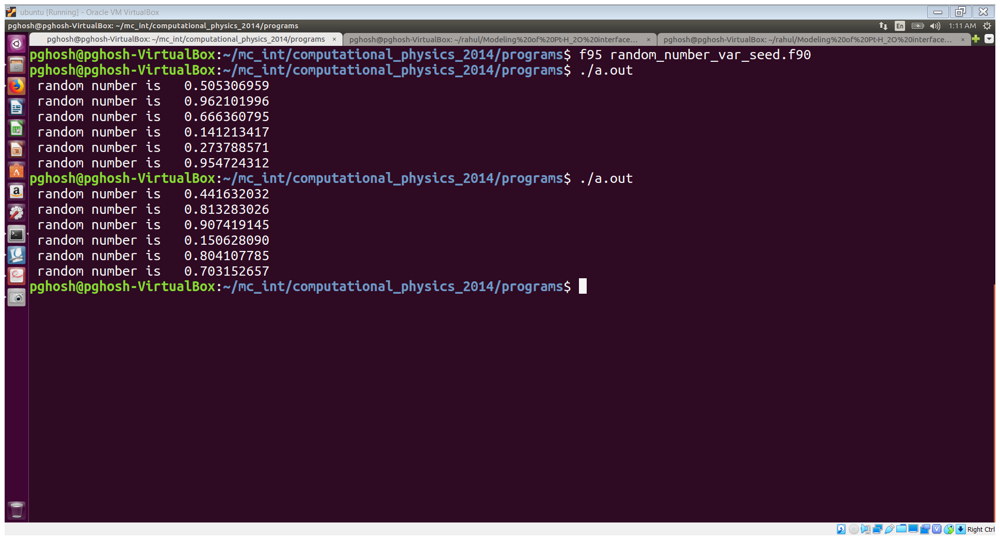 ubuntu [Running] - Oracle VM VirtualBox
pghosh@pghosh-VirtualBox: ~/mc_int/computational_physics_2014/programs
En
1:11 AM
pghosh@pghosh-VirtualBox: ~/mc_int/computational_physics_2014/programs × pghosh@pghosh-VirtualBox: ~/rahul/Modeling%20of%20Pt-H_2O%20interface... × pghosh@pghosh-VirtualBox: ~/rahul/Modeling%20of%20Pt-H_2O%20interface... ×
pghosh@pghosh-VirtualBox:~/mc_int/computational_physics_2014/programs$ f95 random_number_var_seed.f90
pghosh@pghosh-VirtualBox:~/mc_int/computational_physics_2014/programs$ ./a.out
random number is 0.505306959
random number is 0.962101996
random number is 0.666360795
random number is 0.141213417
random number is 0.273788571
random number is 0.954724312
pghosh@pghosh-VirtualBox:~/mc_int/computational_physics_2014/programs$ ./a.out
random number is 0.441632032
random number is 0.813283026
random number is 0.907419145
random number is 0.150628090
random number is 0.804107785
random number is 0.703152657
pghosh@pghosh-VirtualBox:~/mc_int/computational_physics_2014/programs$
Right Ctrl